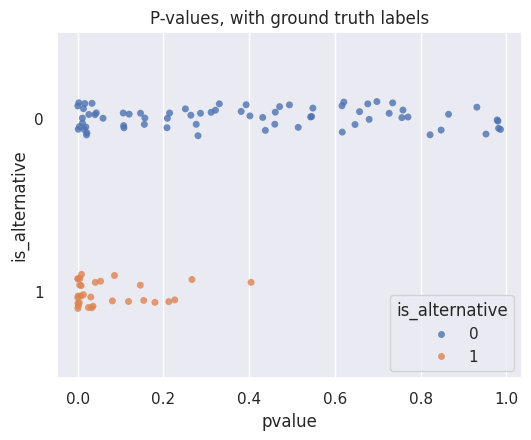 P-values, with ground truth labels
is_alternative
0
1
is_alternative
0
1
0.0 0.2 0.4 0.6 0.8 1.0
pvalue